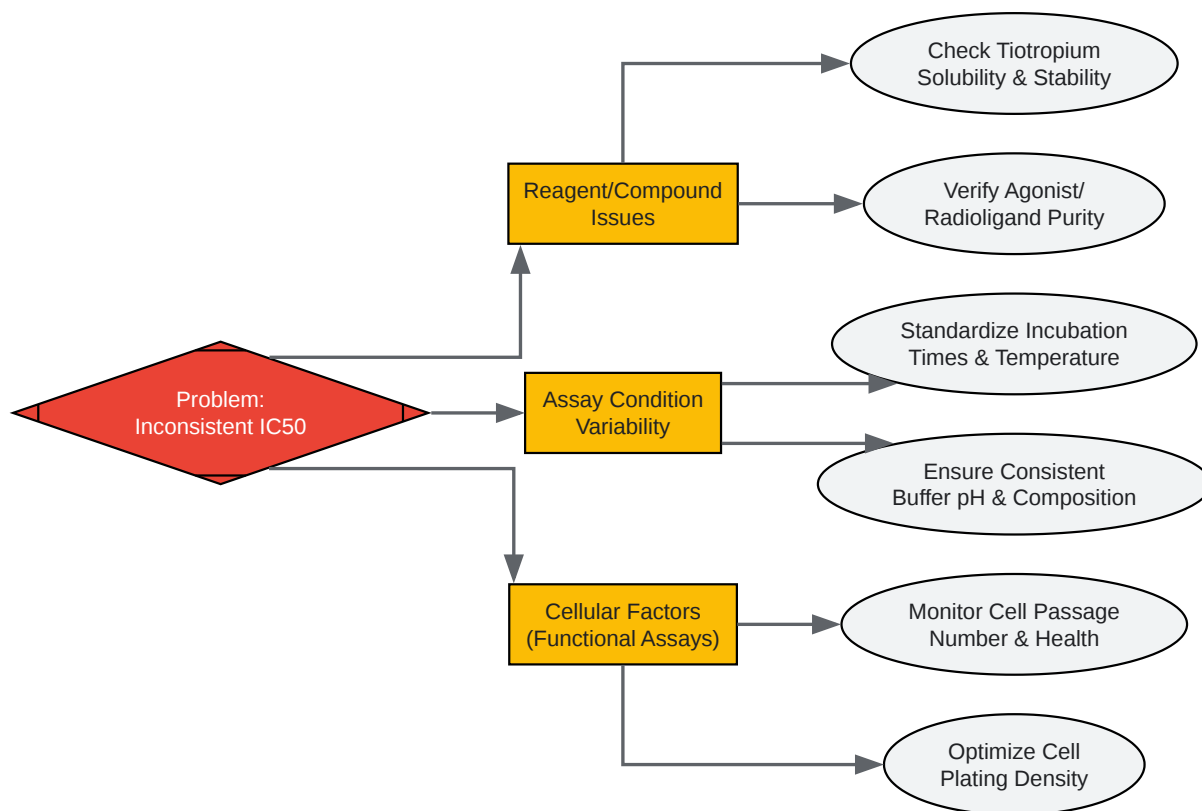 Check Tiotropium
Solubility & Stability
Reagent/Compound
Issues
Verify Agonist/
Radioligand Purity
Standardize Incubation
Times & Temperature
Problem:
Inconsistent IC50
Assay Condition
Variability
Ensure Consistent
Buffer pH & Composition
Cellular Factors
(Functional Assays)
Monitor Cell Passage
Number & Health
Optimize Cell
Plating Density